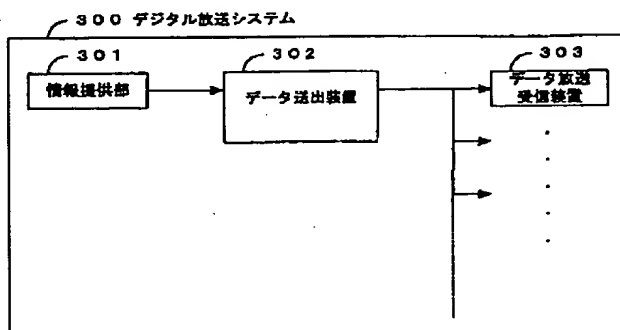 ３００ デジタル放送システム
３０１
３０２
３０３
情報提供部
データ送出装置
データ放送
受信装置